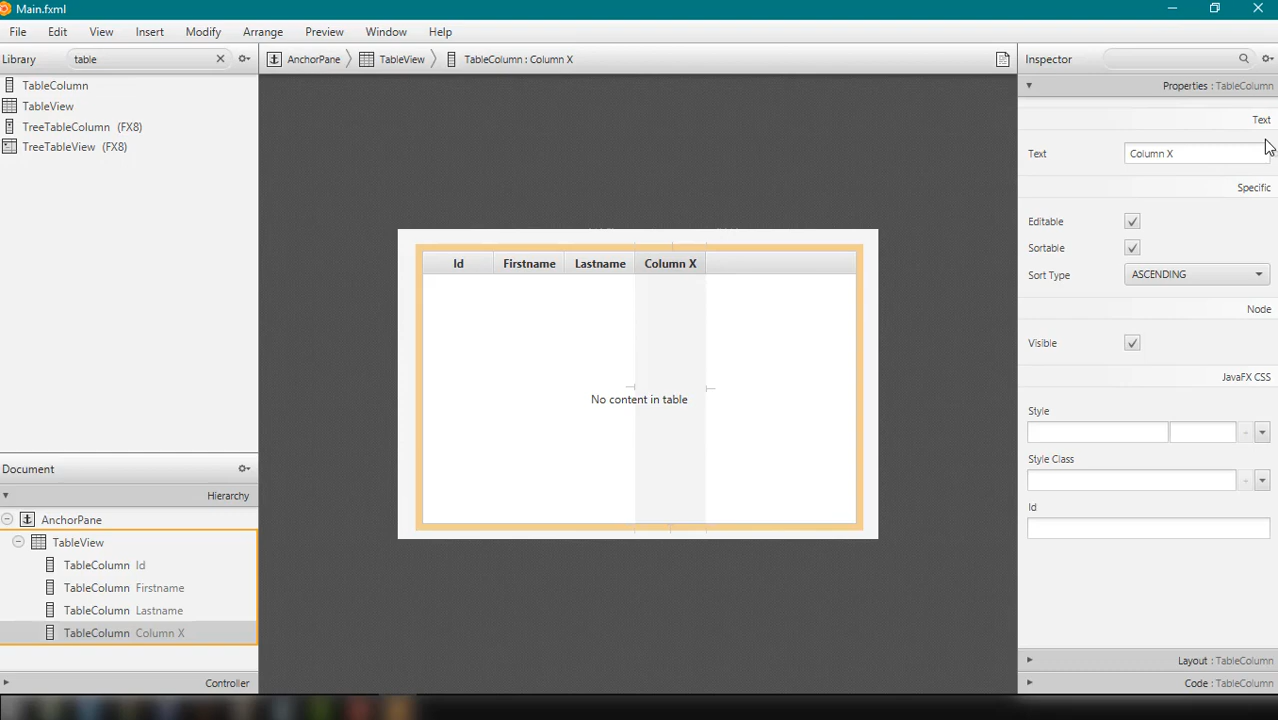 Main.fxml
File Edit View Insert Modify Arrange Preview Window Help
Library table
AnchorPane TableView TableColumn : Column X
Inspector
TableColumn
TableView
TreeTableColumn (FX8)
TreeTableView (FX8)
Properties : TableColumn
Text
Text Column X
Specific
Editable
Sortable
Sort Type ASCENDING
Node
Visible
JavaFX CSS
Style
Style Class
Id
Id Firstname Lastname Column X
No content in table
Document
Hierarchy
AnchorPane
TableView
TableColumn Id
TableColumn Firstname
TableColumn Lastname
TableColumn Column X
Controller
Layout : TableColumn
Code : TableColumn